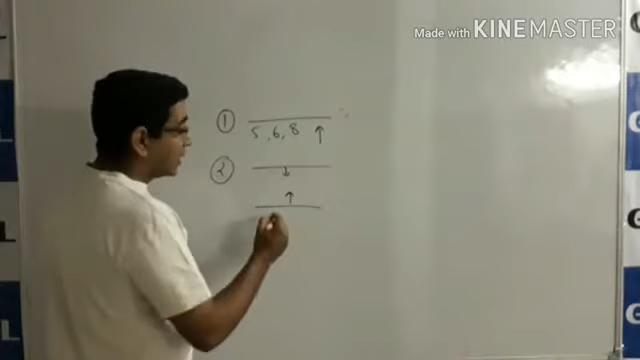 Made with KINEMASTER
①
5, 6, 8 ↑
②
↓
↑